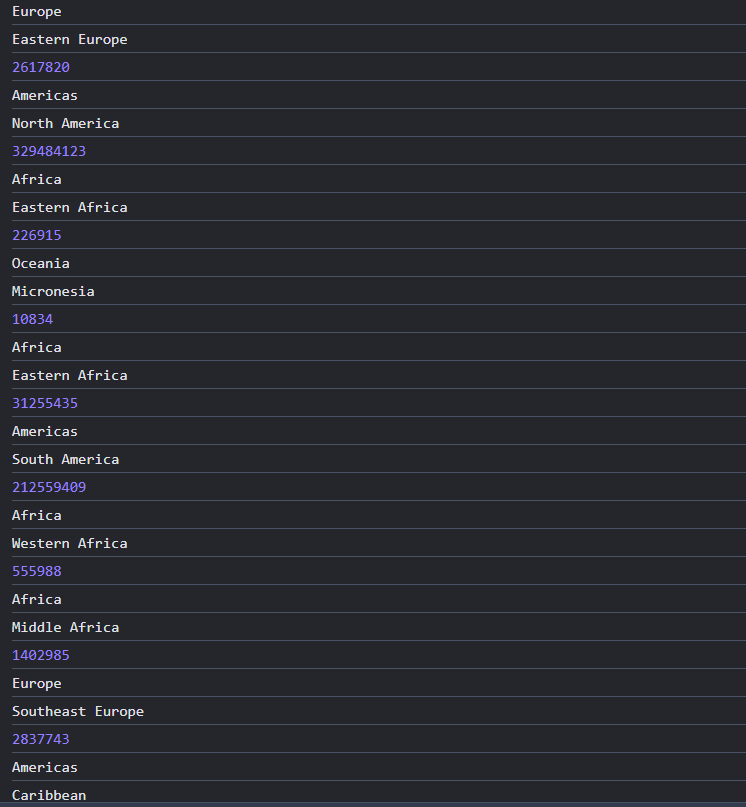 Europe
Eastern Europe
2617820
Americas
North America
329484123
Africa
Eastern Africa
226915
Oceania
Micronesia
10834
Africa
Eastern Africa
31255435
Americas
South America
212559409
Africa
Western Africa
555988
Africa
Middle Africa
1402985
Europe
Southeast Europe
2837743
Americas
Caribbean